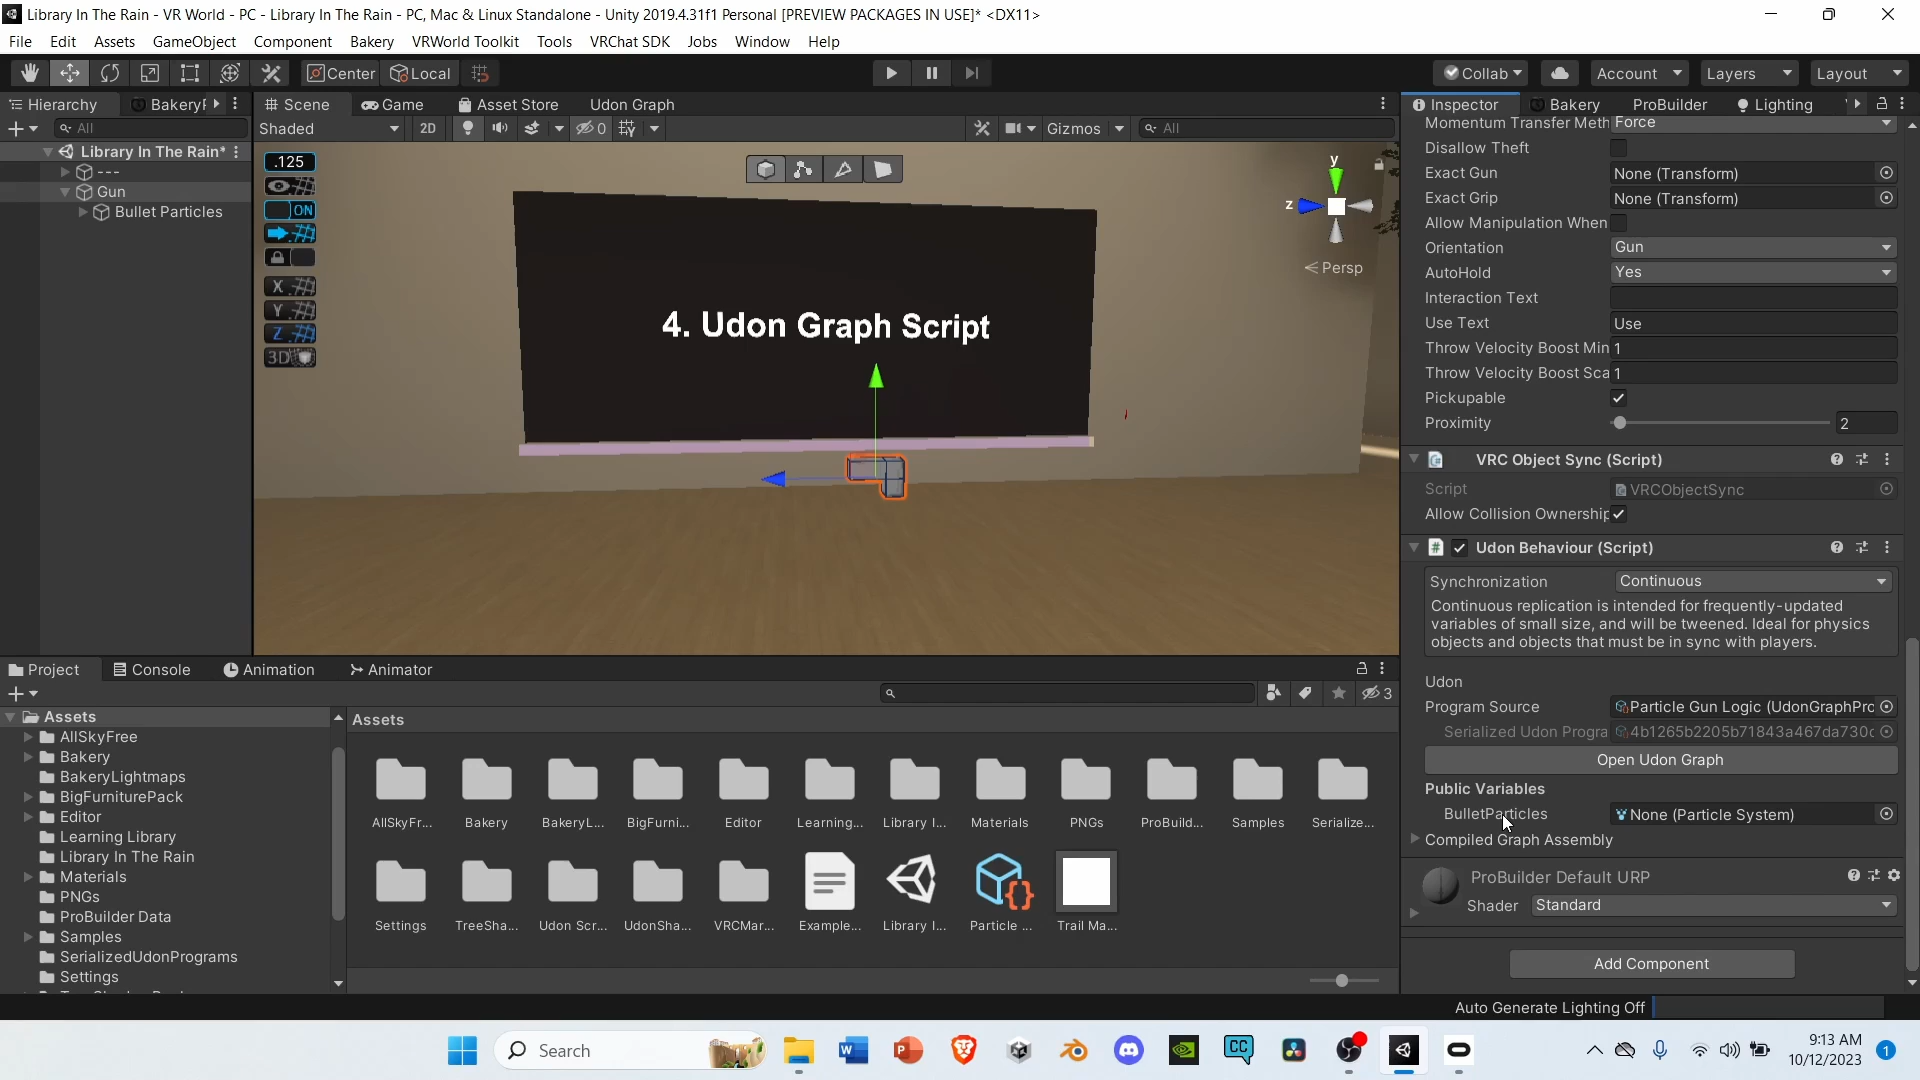 Library In The Rain - VR World - PC - Library In The Rain - PC, Mac & Linux Standalone - Unity 2019.4.31f1 Personal [PREVIEW PACKAGES IN USE]* <DX11>
File Edit Assets GameObject Component Bakery VRWorld Toolkit Tools VRChat SDK Jobs Window Help
Center Local Collab Account Layers Layout
Hierarchy BakeryF Scene Game Asset Store Udon Graph Inspector Bakery ProBuilder Lighting
All Shaded 2D 0 Gizmos All
Library In The Rain*
---
Gun
Bullet Particles
.125
ON
X
Y
Z
3D
y
z
Persp
4. Udon Graph Script
Momentum Transfer Meth Force
Disallow Theft
Exact Gun None (Transform)
Exact Grip None (Transform)
Allow Manipulation When
Orientation Gun
AutoHold Yes
Interaction Text
Use Text Use
Throw Velocity Boost Min 1
Throw Velocity Boost Sca 1
Pickupable
Proximity 2
VRC Object Sync (Script)
Script VRCObjectSync
Allow Collision Ownership
Udon Behaviour (Script)
Synchronization Continuous
Continuous replication is intended for frequently-updated
variables of small size, and will be tweened. Ideal for physics
objects and objects that must be in sync with players.
Udon
Program Source Particle Gun Logic (UdonGraphPrc
Serialized Udon Progra 4b1265b2205b71843a467da730c
Open Udon Graph
Public Variables
BulletParticles None (Particle System)
Compiled Graph Assembly
ProBuilder Default URP
Shader Standard
Add Component
Auto Generate Lighting Off
Project Console Animation Animator
3
Assets
AllSkyFree
Bakery
BakeryLightmaps
BigFurniturePack
Editor
Learning Library
Library In The Rain
Materials
PNGs
ProBuilder Data
Samples
SerializedUdonPrograms
Settings
Assets
AllSkyFr... Bakery BakeryL... BigFurni... Editor Learning... Library I... Materials PNGs ProBuild... Samples Serialize...
Settings TreeSha... Udon Scr... UdonSha... VRCMar... Example... Library I... Particle ... Trail Ma...
Search
CC
9:13 AM
10/12/2023
1